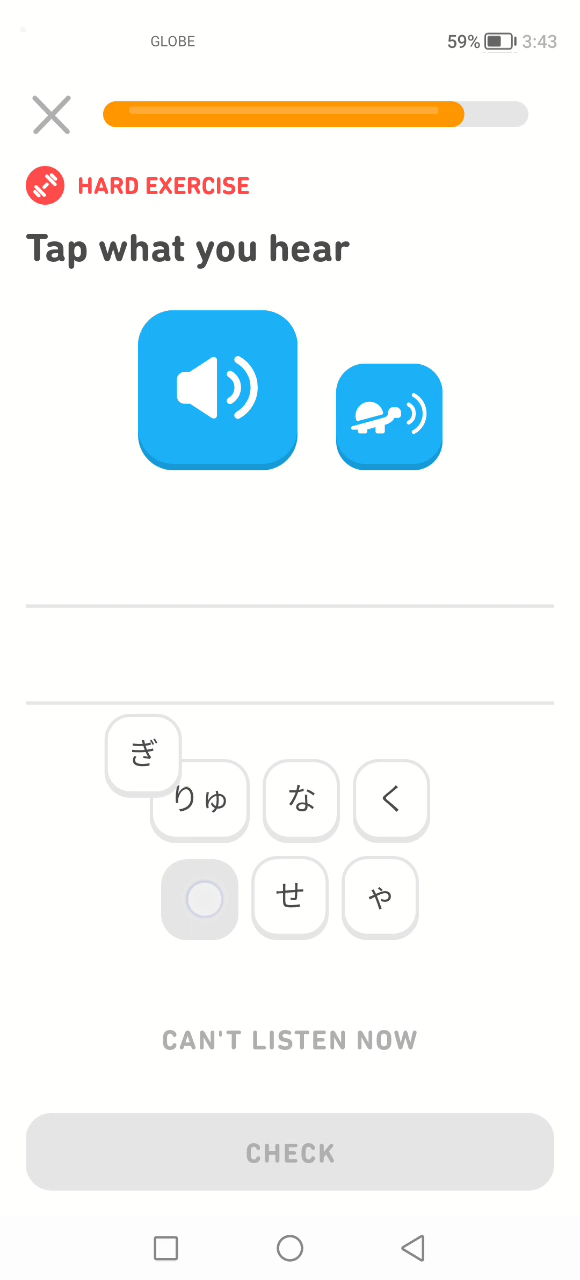 GLOBE 59% 3:43
HARD EXERCISE
Tap what you hear
ぎ
りゅ な く
せ ゃ
CAN'T LISTEN NOW
CHECK